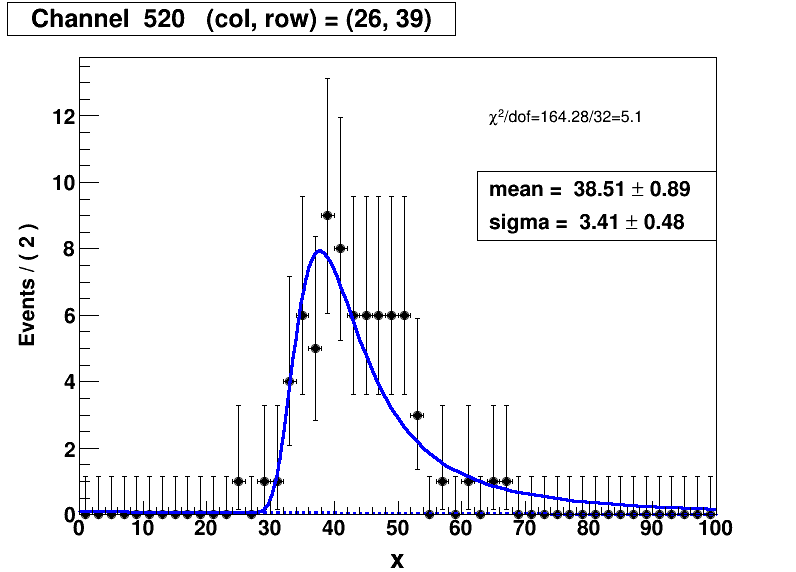 Channel 520 (col, row) = (26, 39)
χ²/dof=164.28/32=5.1
mean = 38.51 ± 0.89
sigma = 3.41 ± 0.48
Events / ( 2 )
12
10
8
6
4
2
0
0 10 20 30 40 50 60 70 80 90 100
x